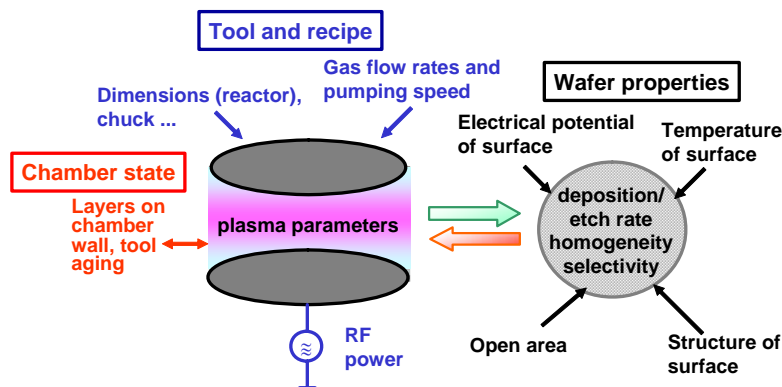 Tool and recipe
Gas flow rates and
pumping speed
Dimensions (reactor),
chuck ...
Wafer properties
Electrical potential
of surface
Temperature
of surface
Chamber state
Layers on
chamber
wall, tool
aging
plasma parameters
deposition/
etch rate
homogeneity
selectivity
RF
power
Open area
Structure of
surface